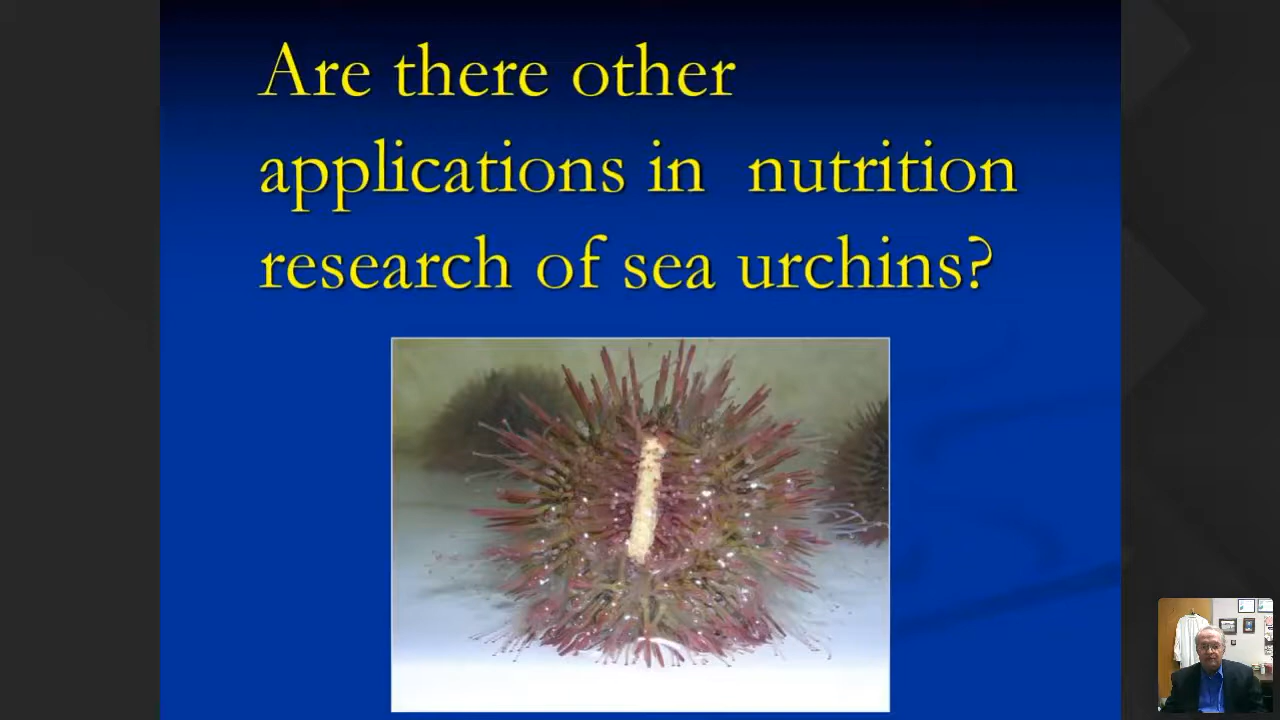 Are there other
applications in  nutrition
research of sea urchins?